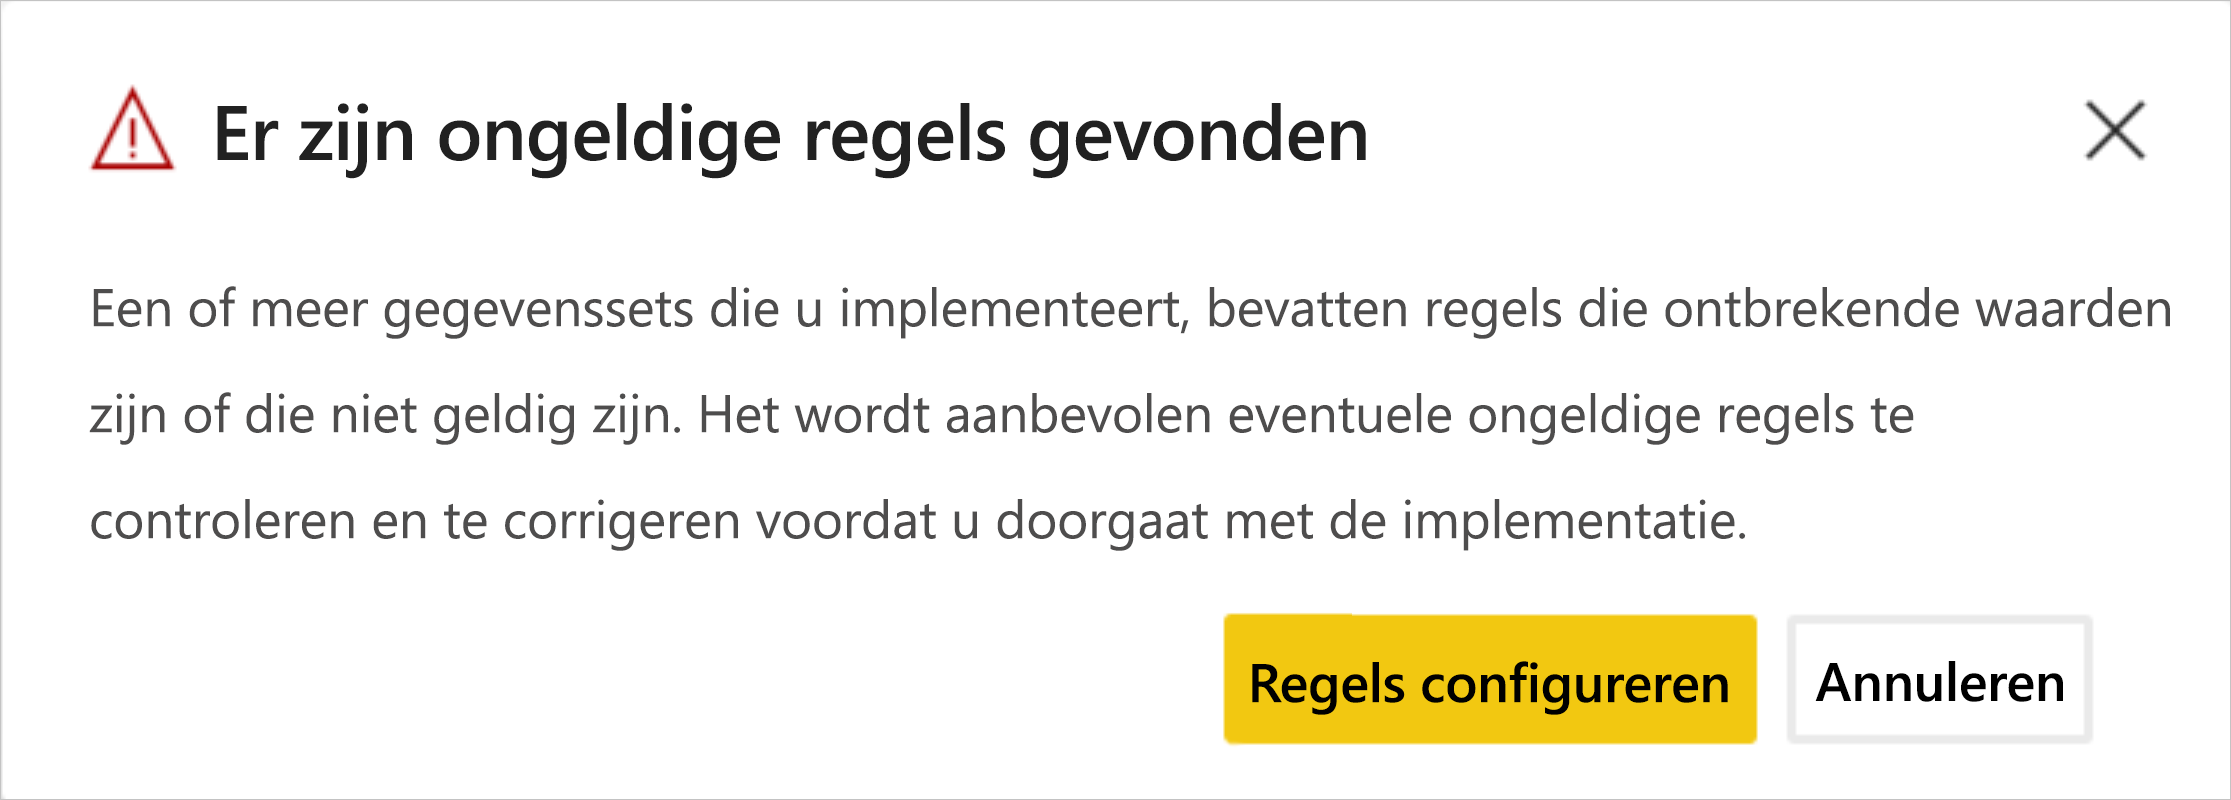 Er zijn ongeldige regels gevonden
Een of meer gegevenssets die u implementeert, bevatten regels die ontbrekende waarden
zijn of die niet geldig zijn. Het wordt aanbevolen eventuele ongeldige regels te
controleren en te corrigeren voordat u doorgaat met de implementatie.
Regels configureren
Annuleren